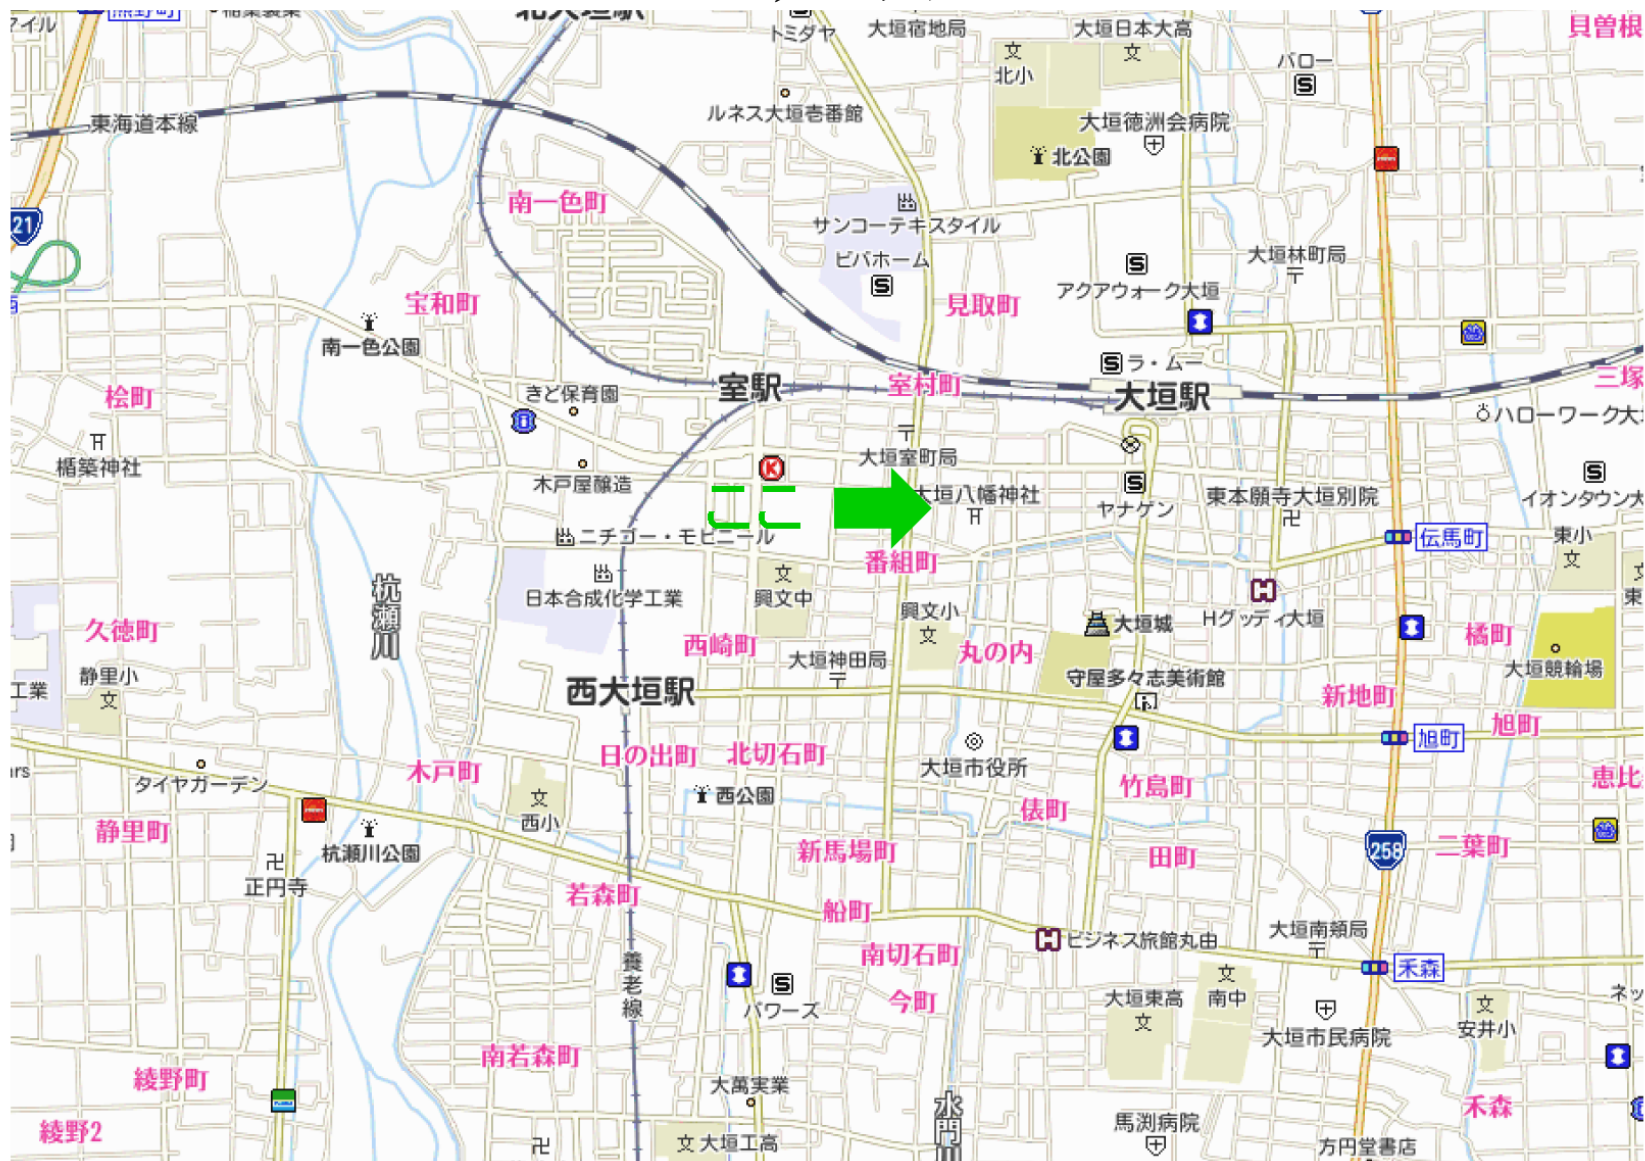 北大垣駅
トミダヤ
大垣宿地局
大垣日本大高
貝曽根
北小
バロー
ルネス大垣壱番館
大垣徳洲会病院
東海道本線
北公園
南一色町
21
サンコーテキスタイル
ビバホーム
大垣林町局
アクアウォーク大垣
宝和町
見取町
南一色公園
ラ・ムー
室駅
室村町
大垣駅
三塚
桧町
きど保育園
ハローワーク大
楯築神社
大垣室町局
木戸屋醸造
ここ
大垣八幡神社
ヤナゲン
東本願寺大垣別院
イオンタウン大
ニチゴー・モビニール
伝馬町
東小
番組町
杭瀬川
日本合成化学工業
興文中
興文小
大垣城
Hグッディ大垣
東
久徳町
西崎町
丸の内
橘町
大垣神田局
静里小
工業
西大垣駅
守屋多々志美術館
大垣競輪場
新地町
旭町
旭町
日の出町
北切石町
大垣市役所
木戸町
タイヤガーデン
竹島町
恵比
西公園
俵町
西小
静里町
杭瀬川公園
新馬場町
田町
258
二葉町
正円寺
若森町
船町
ビジネス旅館丸由
大垣南頬局
南切石町
禾森
養老線
パワーズ
今町
大垣東高
南中
大垣市民病院
安井小
ネッ
南若森町
綾野町
大萬実業
水門川
馬渕病院
禾森
綾野2
大垣工高
方円堂書店